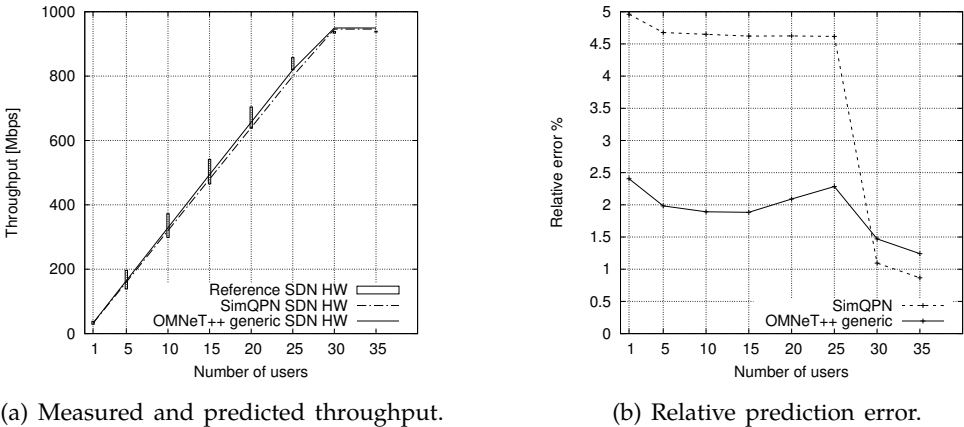 1000
800
600
400
200
0
Throughput [Mbps]
Reference SDN HW
SimQPN SDN HW
OMNeT++ generic SDN HW
1 5 10 15 20 25 30 35
Number of users
(a) Measured and predicted throughput.
5
4.5
4
3.5
3
2.5
2
1.5
1
0.5
0
Relative error %
SimQPN
OMNeT++ generic
1 5 10 15 20 25 30 35
Number of users
(b) Relative prediction error.